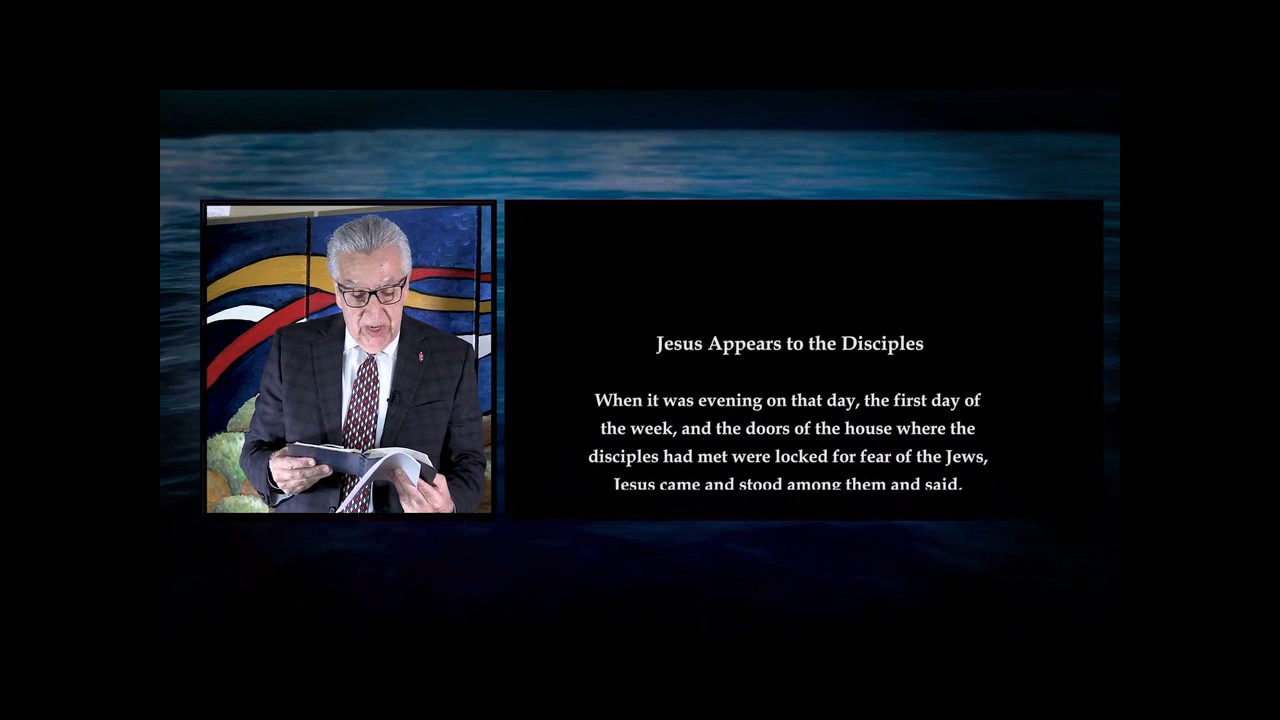 Jesus Appears to the Disciples
When it was evening on that day, the first day of
the week, and the doors of the house where the
disciples had met were locked for fear of the Jews,
Jesus came and stood among them and said,